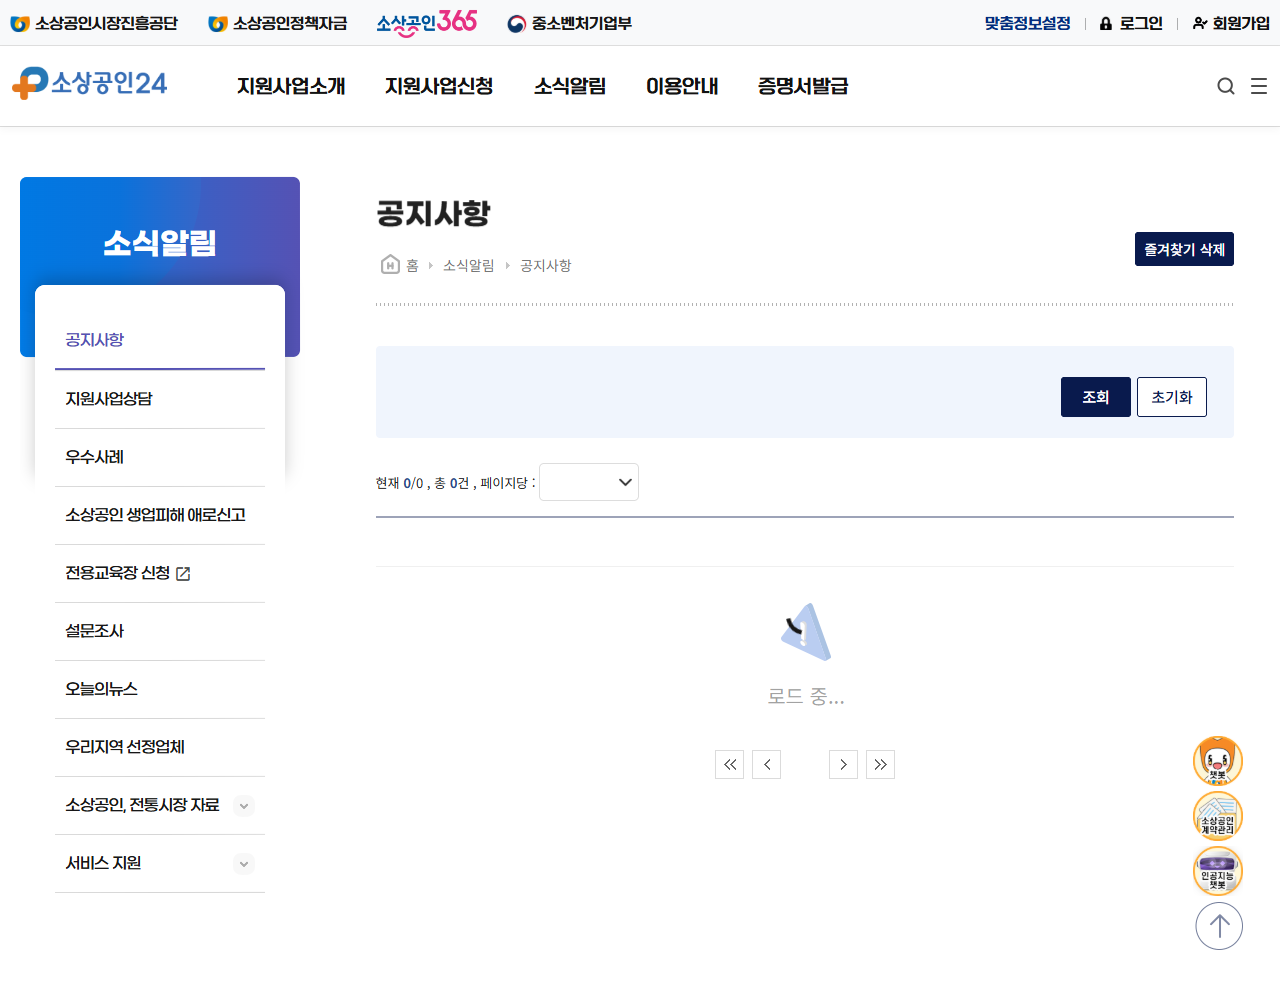 소상공인시장진흥공단 소상공인정책자금 소상공인365 중소벤처기업부 맞춤정보설정 로그인 회원가입
소상공인24 지원사업소개 지원사업신청 소식알림 이용안내 증명서발급
소식알림
공지사항
지원사업상담
우수사례
소상공인 생업피해 애로신고
전용교육장 신청
설문조사
오늘의뉴스
우리지역 선정업체
소상공인, 전통시장 자료
서비스 지원
공지사항
홈 소식알림 공지사항
즐겨찾기 삭제
조회 초기화
현재 0/0 , 총 0건 , 페이지당 :
로드 중...
챗봇
소상공인
계약관리
인공지능
챗봇